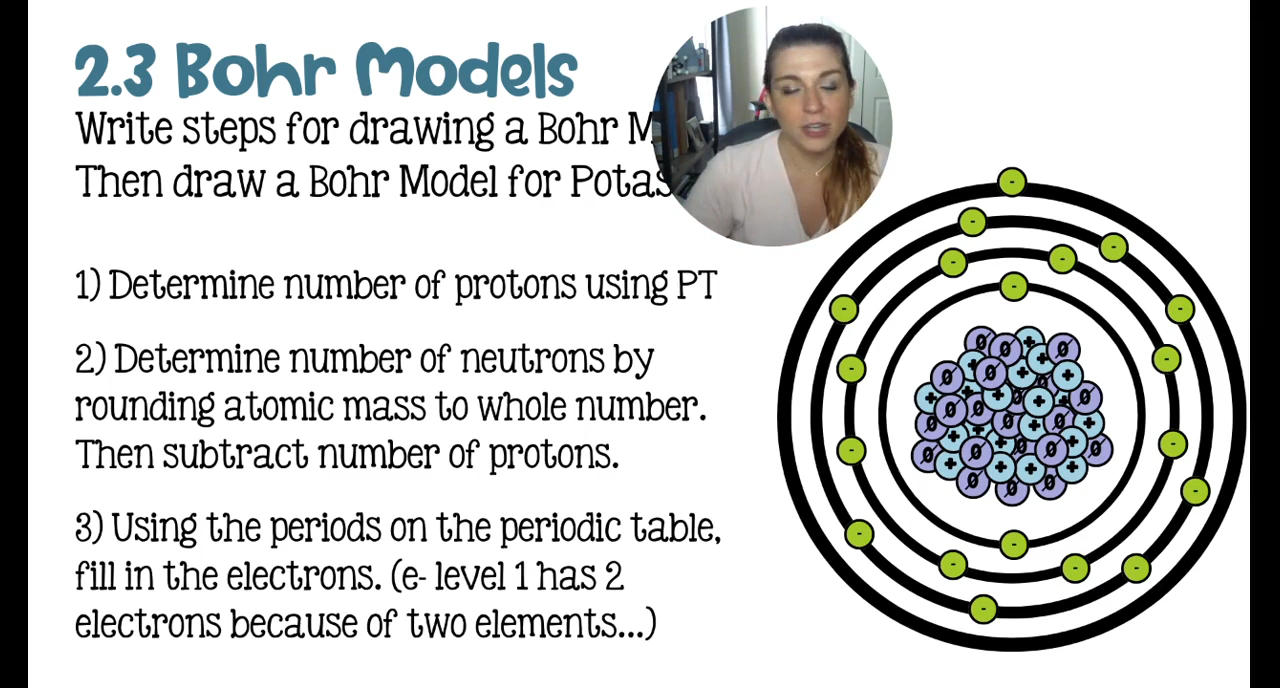 2.3 Bohr Models
Write steps for drawing a Bohr M
Then draw a Bohr Model for Potas
1) Determine number of protons using PT
2) Determine number of neutrons by
rounding atomic mass to whole number.
Then subtract number of protons.
3) Using the periods on the periodic table,
fill in the electrons. (e- level 1 has 2
electrons because of two elements...)